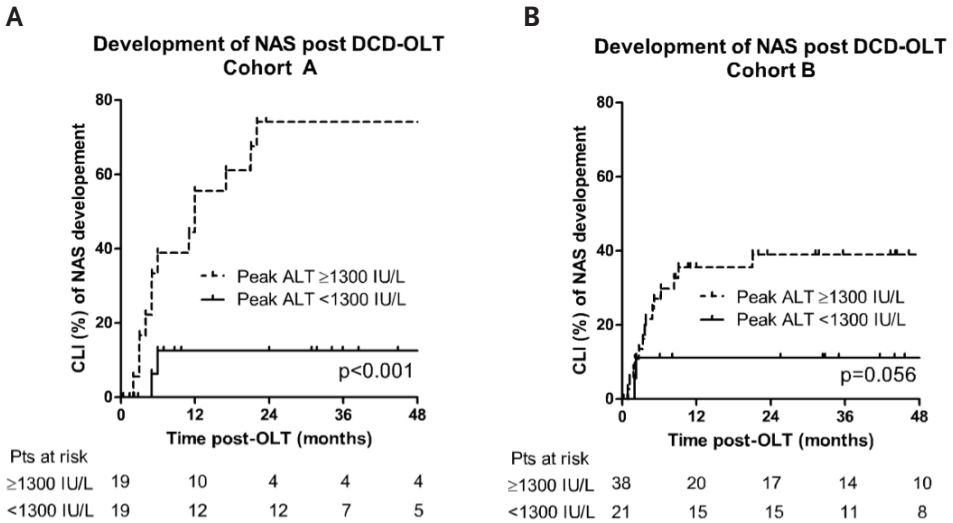 A
Development of NAS post DCD-OLT
Cohort A
CLI (%) of NAS developement
80
60
40
20
0
Peak ALT ≥1300 IU/L
Peak ALT <1300 IU/L
p<0.001
0 12 24 36 48
Time post-OLT (months)
Pts at risk
≥1300 IU/L 19 10 4 4 4
<1300 IU/L 19 12 12 7 5
B
Development of NAS post DCD-OLT
Cohort B
CLI (%) of NAS developement
80
60
40
20
0
Peak ALT ≥1300 IU/L
Peak ALT <1300 IU/L
p=0.056
0 12 24 36 48
Time post-OLT (months)
Pts at risk
≥1300 IU/L 38 20 17 14 10
<1300 IU/L 21 15 15 11 8